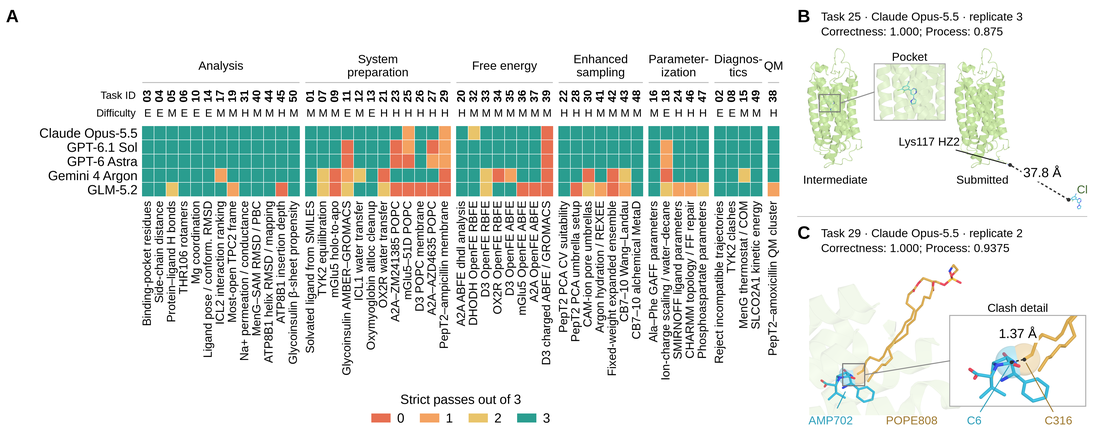 A
Analysis
System
preparation
Free energy
Enhanced
sampling
Parameter-
ization
Diagnos-
tics
QM
Task ID 03 04 05 06 10 14 17 19 31 40 44 45 50 01 07 09 11 12 13 21 23 25 26 27 29 20 32 33 34 35 36 37 39 22 28 30 41 42 43 48 16 18 24 46 47 02 08 15 49 38
Difficulty E E E E E E M H M M M H E M M M E M M H H H H H H H M M M M M M H M H H M H H M M E M H H E E M E H
Claude Opus-5.5
GPT-6.1 Sol
GPT-6 Astra
Gemini 4 Argon
GLM-5.2
Binding-pocket residues
Side-chain distance
Protein–ligand H bonds
THR106 rotamers
Mg coordination
Ligand pose / conform. RMSD
ICL2 interaction
Most-open TPC2 frame
Na+ permeation / conductance
MenG–SAM RMSD / PBC
ATP8B1 helix RMSD / mapping
ATP8B1 insertion depth
Glycoinsulin β-sheet propensity
Solvated ligand from SMILES
TYK2 equilibration
mGlu5 holo-to-apo
Glycoinsulin AMBER–GROMACS
ICL1 water transfer
Oxymyoglobin altloc cleanup
OX2R water transfer
A2A–ZM241385 POPC
mGlu5–51D POPC
D3 POPC membrane
A2A–AZD4635 POPC
PepT2–ampicillin membrane
A2A ABFE dhdl analysis
DHODH OpenFE RBFE
D3 OpenFE RBFE
OX2R OpenFE RBFE
D3 OpenFE ABFE
mGlu5 OpenFE ABFE
A2A OpenFE ABFE
D3 charged ABFE / GROMACS
PepT2 PCA CV suitability
PepT2 PCA umbrella setup
CAM-ion pore umbrellas
Argon hydration / REXEE
Fixed-weight expanded ensemble
CB7–10 Wang–Landau
CB7–10 alchemical MetaD
Ala–Phe GAFF parameters
Ion-charge scaling / water–decane
SMIRNOFF ligand parameters
CHARMM topology / FF repair
Phosphoaspartate parameters
Reject incompatible trajectories
TYK2 clashes
MenG thermostat / COM
SLCO2A1 kinetic energy
PepT2–amoxicillin QM cluster
Strict passes out of 3
0 1 2 3
B
Task 25 · Claude Opus-5.5 · replicate 3
Correctness: 1.000; Process: 0.875
Pocket
Lys117 HZ2
37.8 Å
Cl
Intermediate
Submitted
C
Task 29 · Claude Opus-5.5 · replicate 2
Correctness: 1.000; Process: 0.9375
Clash detail
1.37 Å
AMP702
POPE808
C6
C316